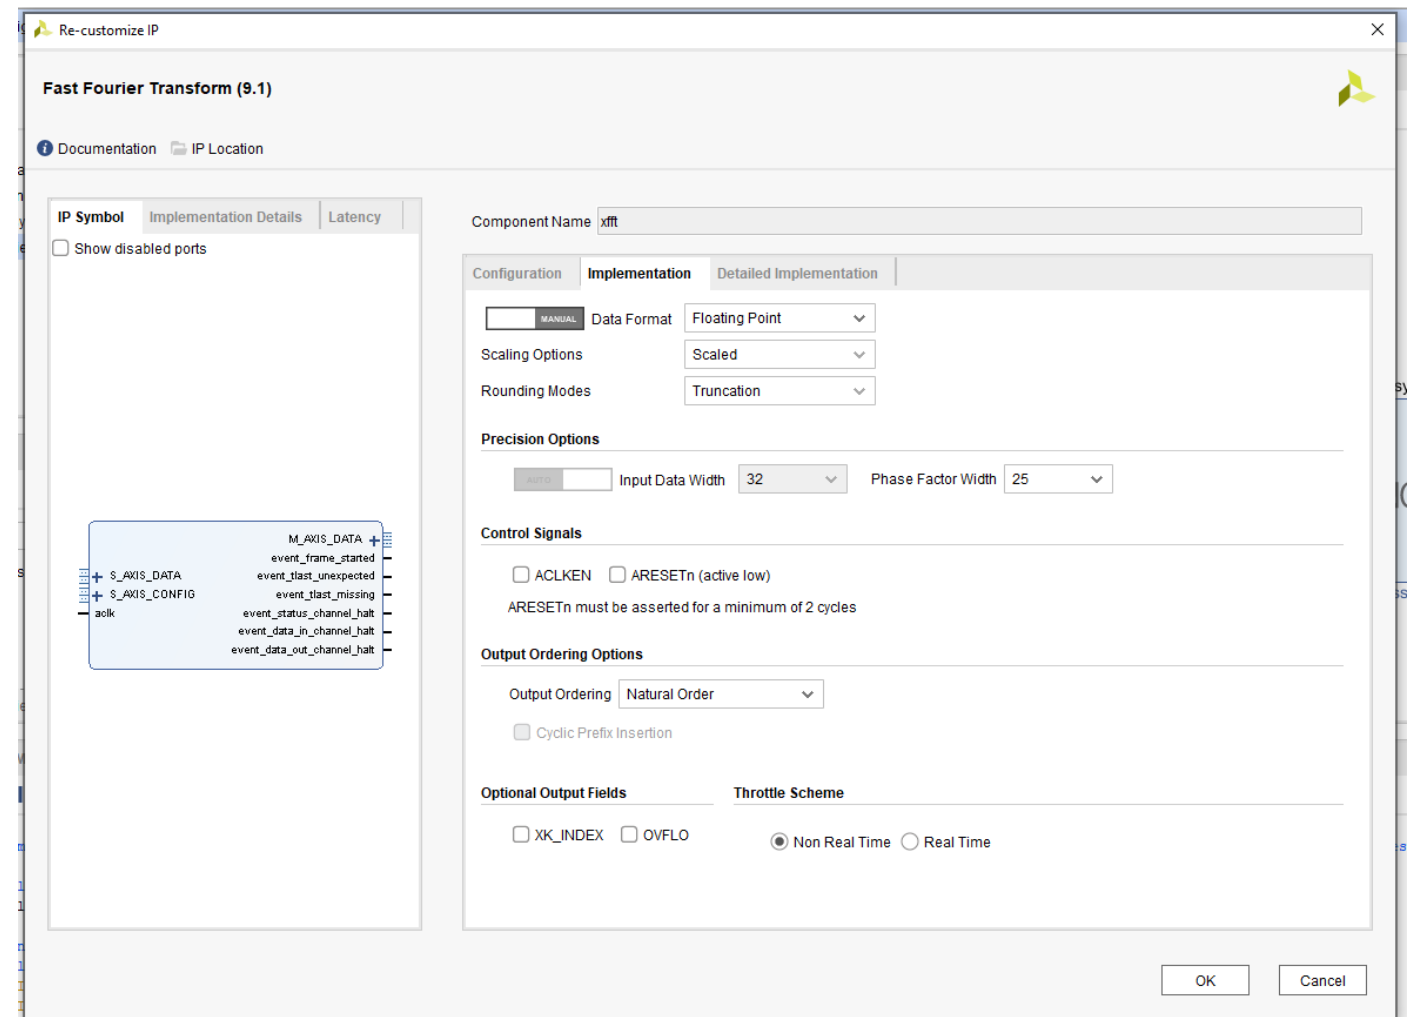 Re-customize IP
Fast Fourier Transform (9.1)
Documentation IP Location
IP Symbol Implementation Details Latency
Show disabled ports
M_AXIS_DATA
event_frame_started
S_AXIS_DATA event_tlast_unexpected
S_AXIS_CONFIG event_tlast_missing
aclk event_status_channel_halt
event_data_in_channel_halt
event_data_out_channel_halt
Component Name xfft
Configuration Implementation Detailed Implementation
MANUAL Data Format Floating Point
Scaling Options Scaled
Rounding Modes Truncation
Precision Options
AUTO Input Data Width 32 Phase Factor Width 25
Control Signals
ACLKEN ARESETn (active low)
ARESETn must be asserted for a minimum of 2 cycles
Output Ordering Options
Output Ordering Natural Order
Cyclic Prefix Insertion
Optional Output Fields Throttle Scheme
XK_INDEX OVFLO Non Real Time Real Time
OK Cancel